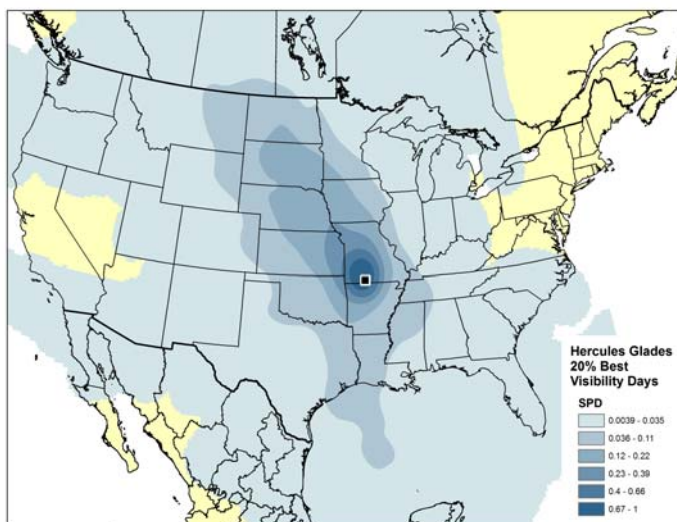 Hercules Glades
20% Best
Visibility Days
SPD
0.0039 - 0.035
0.036 - 0.11
0.12 - 0.22
0.23 - 0.39
0.4 - 0.66
0.67 - 1